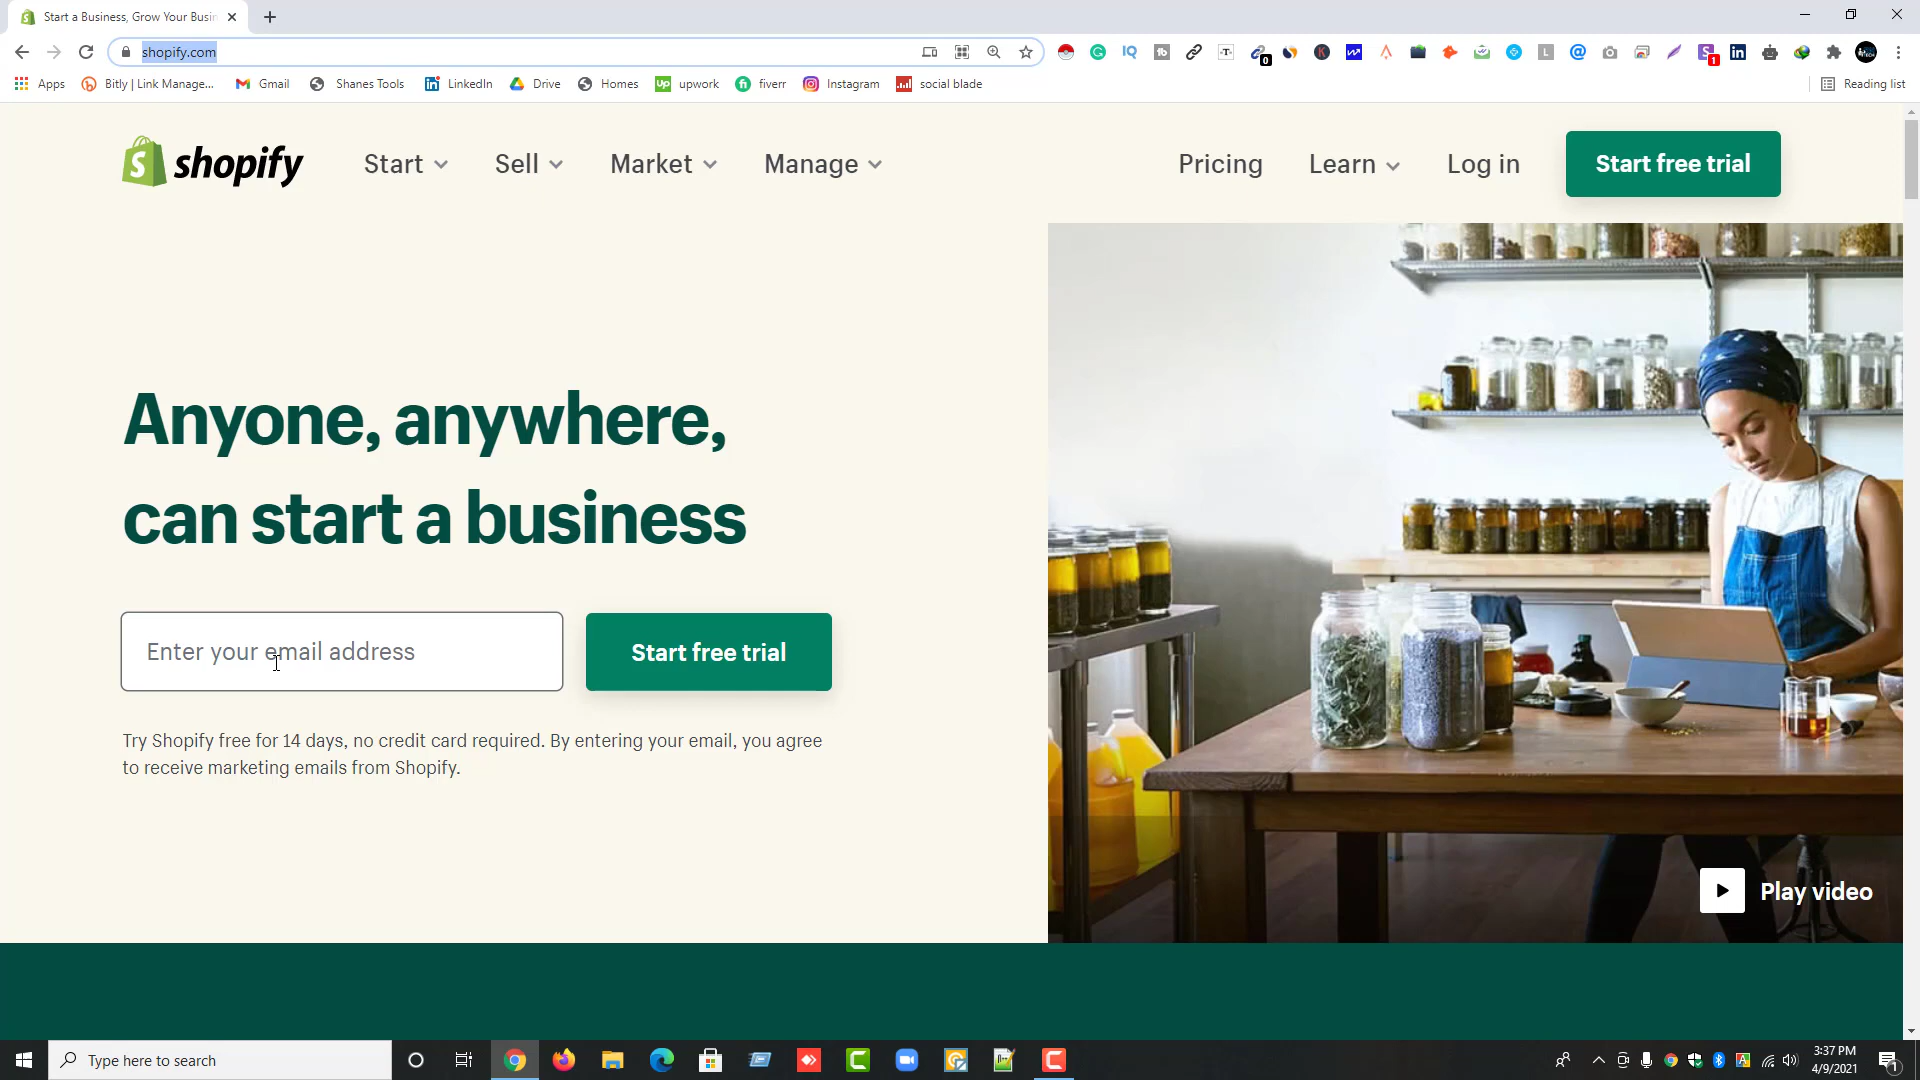 Start a Business, Grow Your Busin
shopify.com
Apps
Bitly | Link Manage...
Gmail
Shanes Tools
LinkedIn
Drive
Homes
Up
upwork
fi
fiverr
Instagram
social blade
Reading list
shopify
Start
Sell
Market
Manage
Pricing
Learn
Log in
Start free trial
Anyone, anywhere,
can start a business
Enter your email address
Start free trial
Try Shopify free for 14 days, no credit card required. By entering your email, you agree
to receive marketing emails from Shopify.
Play video
Type here to search
3:37 PM
4/9/2021